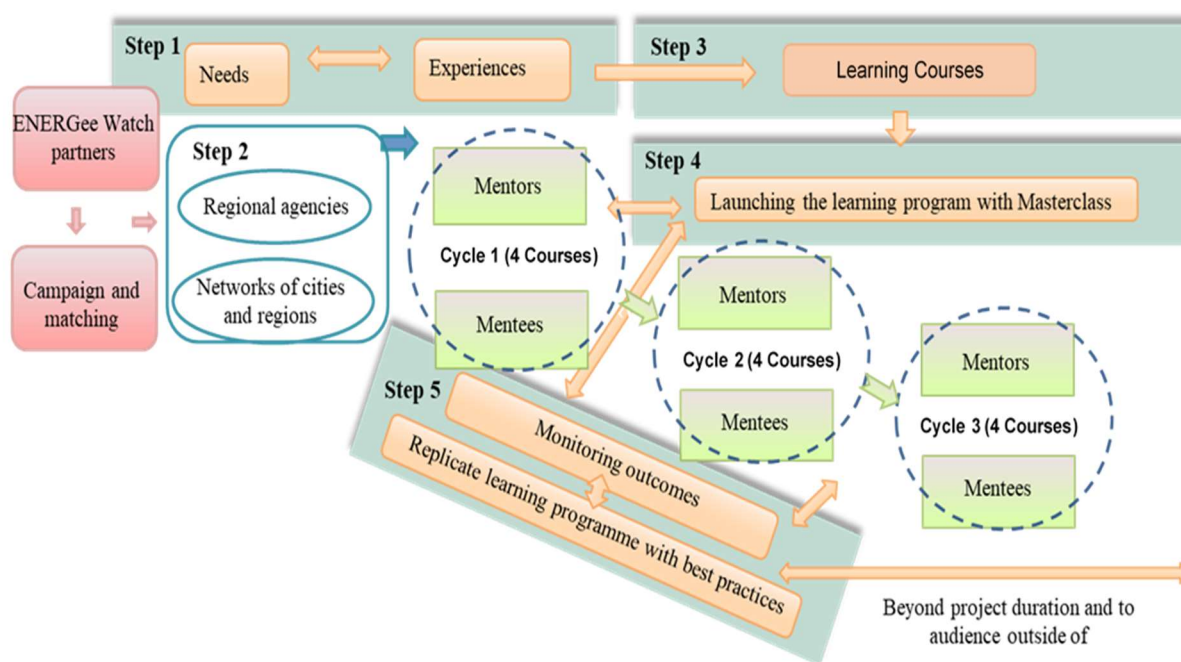 Step 1
Needs
Experiences
Step 3
Learning Courses
ENERGee Watch
partners
Campaign and
matching
Step 2
Regional agencies
Networks of cities
and regions
Mentors
Cycle 1 (4 Courses)
Mentees
Step 4
Launching the learning program with Masterclass
Mentors
Cycle 2 (4 Courses)
Mentees
Mentors
Cycle 3 (4 Courses)
Mentees
Step 5
Monitoring outcomes
Replicate learning programme with best practices
Beyond project duration and to
audience outside of